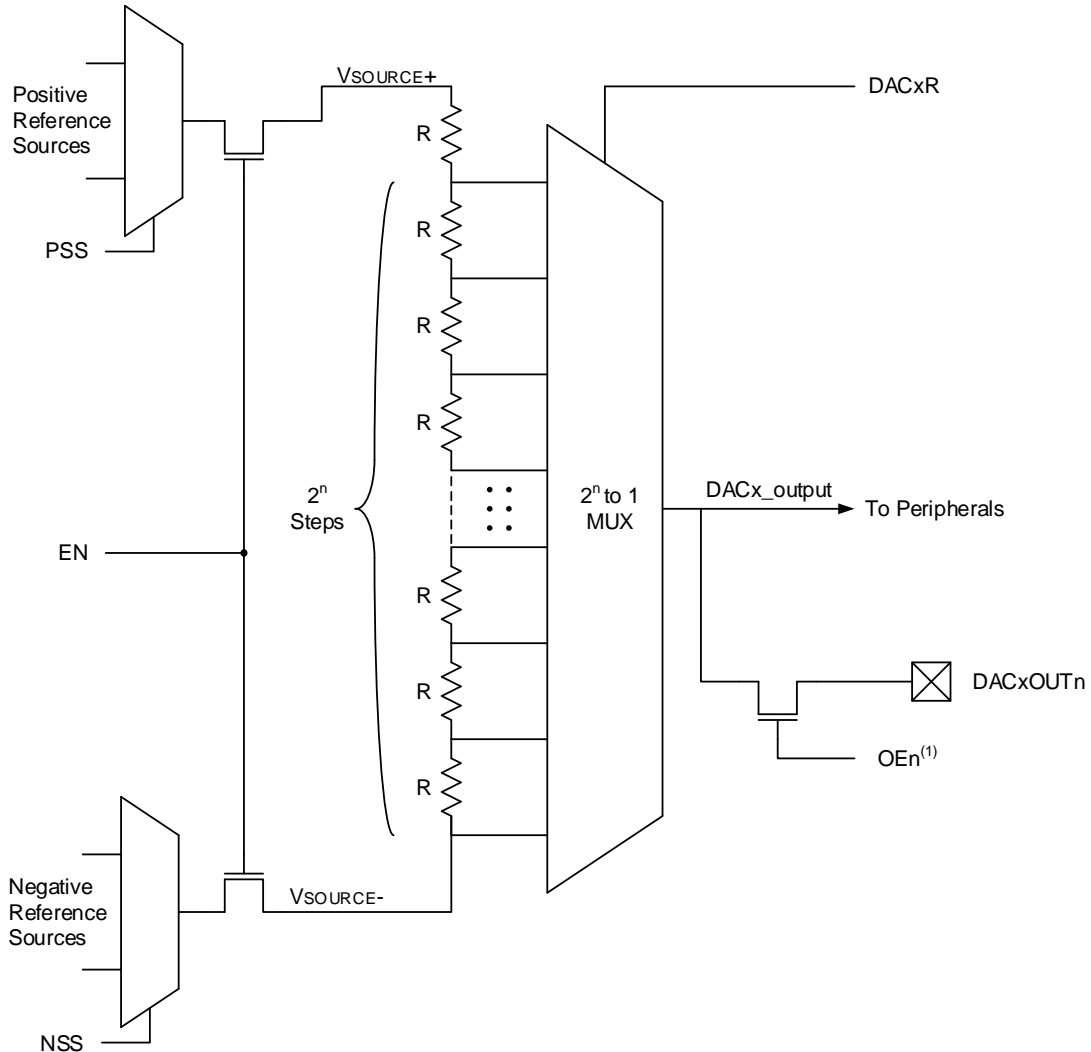 VSOURCE+
DACxR
Positive
Reference
Sources
R
R
PSS
R
R
2ⁿ
Steps
2ⁿ to 1
MUX
DACx_output
To Peripherals
EN
R
R
DACxOUTn
OEn⁽¹⁾
R
Negative
Reference
Sources
VSOURCE-
NSS